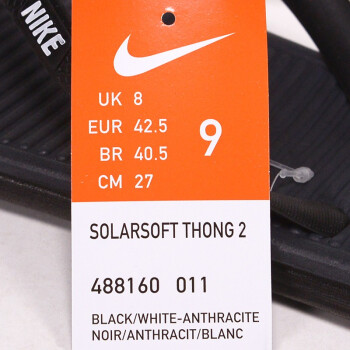 NIKE
UK 8
EUR 42.5
BR 40.5
CM 27
9
SOLARSOFT THONG 2
488160 011
BLACK/WHITE-ANTHRACITE
NOIR/ANTHRACIT/BLANC